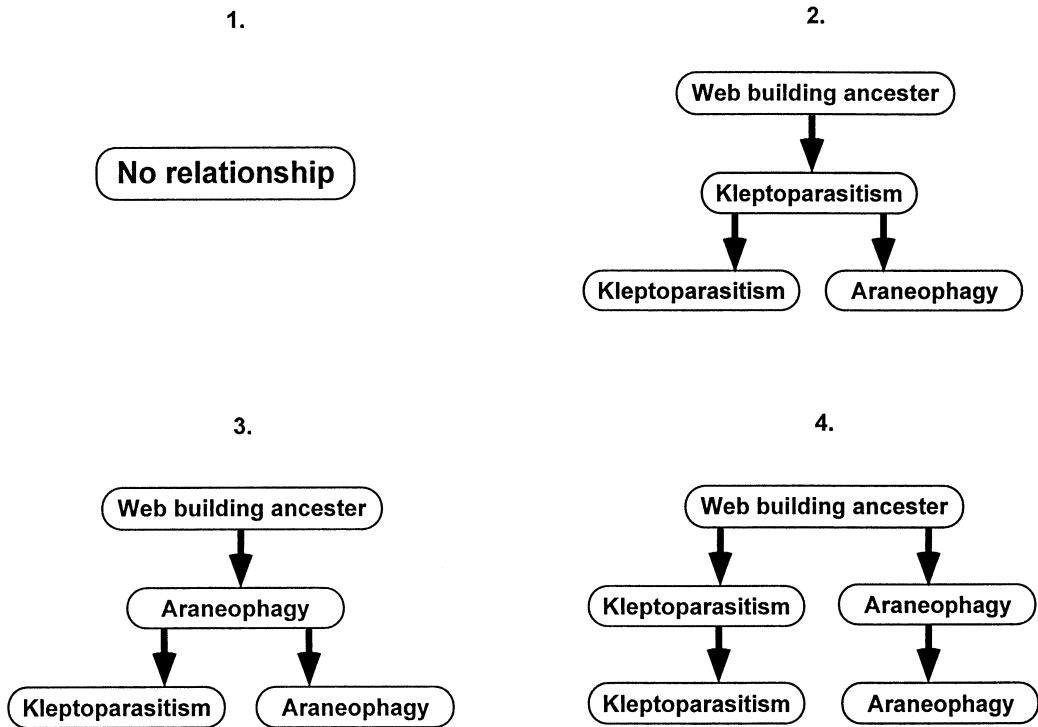 1.
No relationship
2.
Web building ancester
Kleptoparasitism
Kleptoparasitism
Araneophagy
3.
Web building ancester
Araneophagy
Kleptoparasitism
Araneophagy
4.
Web building ancester
Kleptoparasitism
Araneophagy
Kleptoparasitism
Araneophagy